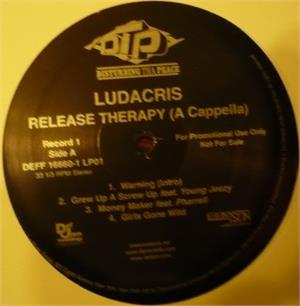 DTP
DISTURBING THA PEACE
LUDACRIS
RELEASE THERAPY (A Cappella)
Record 1
Side A
DEFF 16660-1 LP01
33 1/3 RPM Stereo
For Promotional Use Only
Not For Sale
1. Warning (Intro)
2. Grew Up A Screw Up feat. Young Jeezy
3. Money Maker feat. Pharrell
4. Girls Gone Wild
Def Jam